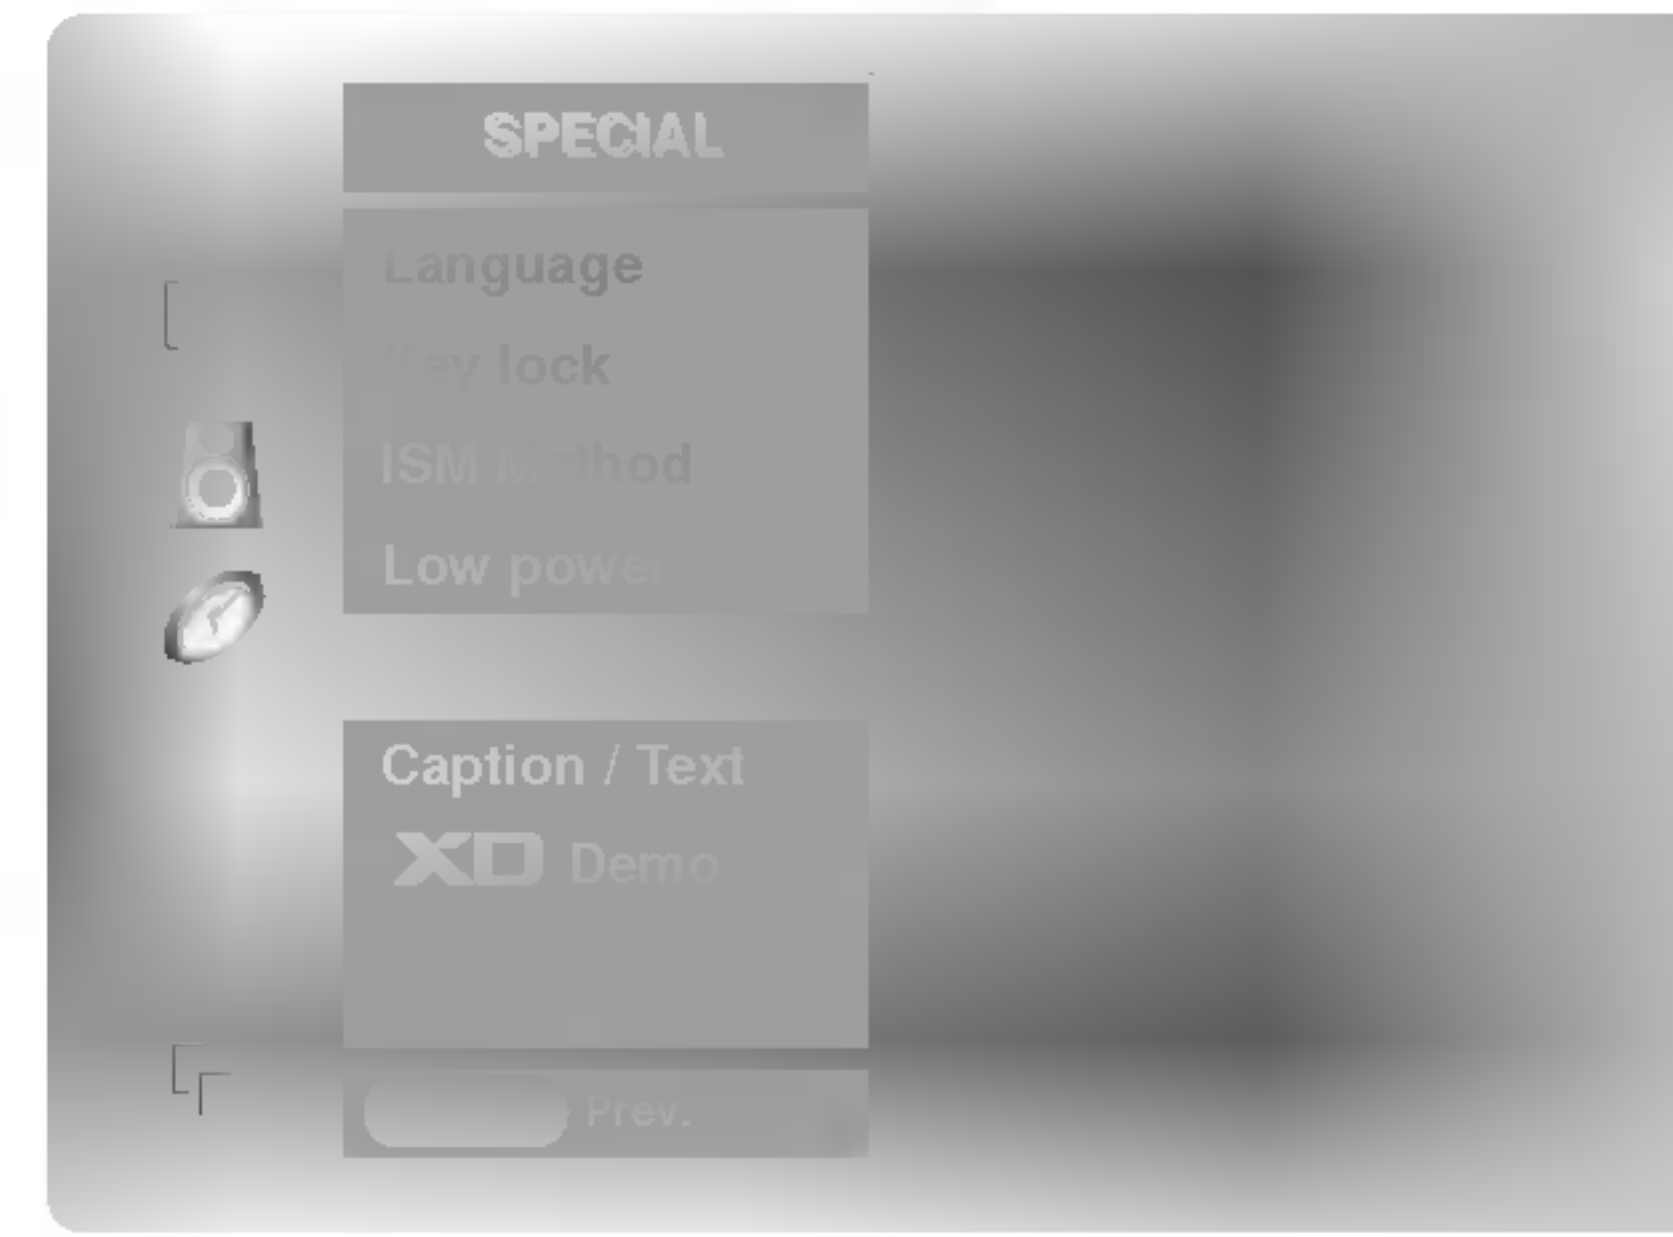 SPECIAL
Language
Key lock
ISM Method
Low power
Caption / Text
XD Demo
Prev.